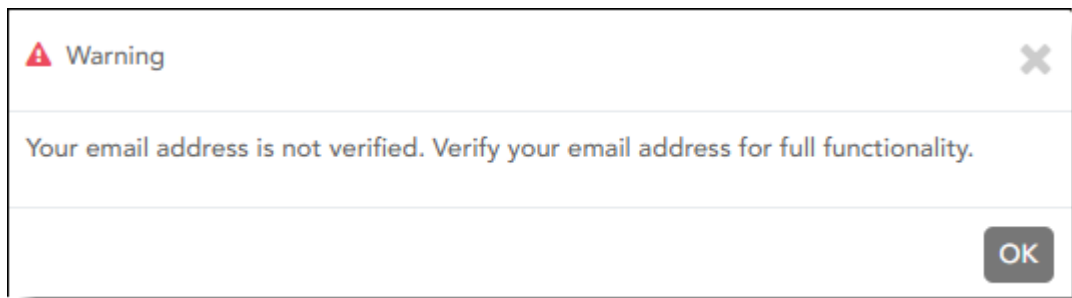 Warning
Your email address is not verified. Verify your email address for full functionality.
OK